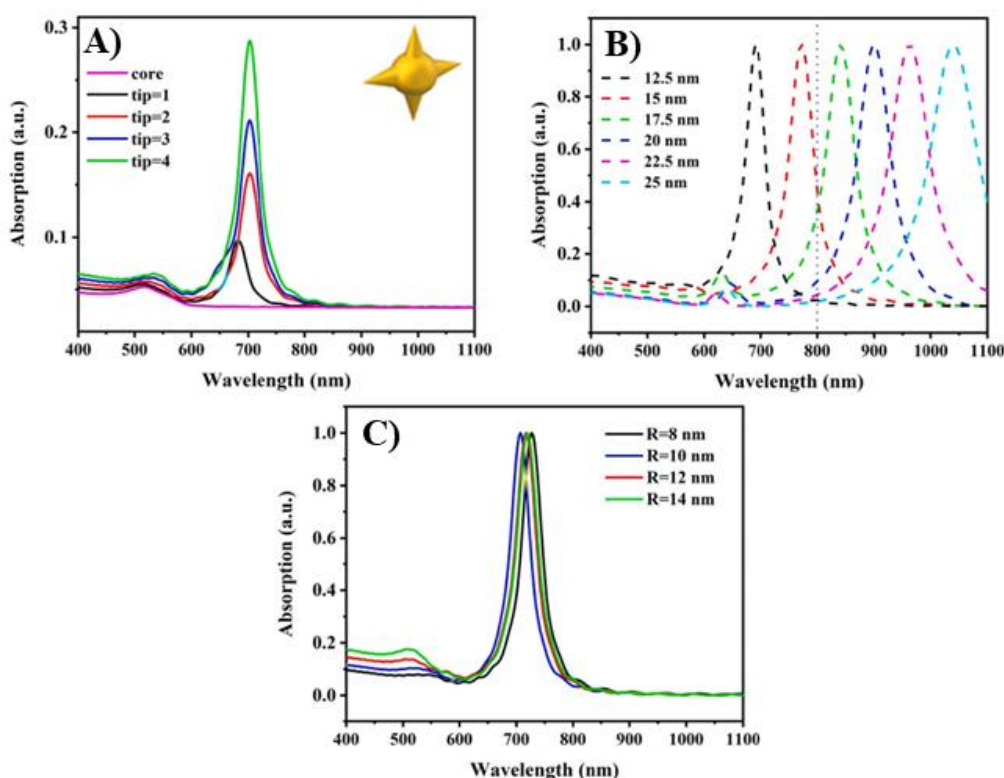 A)
core
tip=1
tip=2
tip=3
tip=4
0.3
0.2
0.1
Absorption (a.u.)
400 500 600 700 800 900 1000 1100
Wavelength (nm)
B)
12.5 nm
15 nm
17.5 nm
20 nm
22.5 nm
25 nm
1.0
0.8
0.6
0.4
0.2
0.0
Absorption (a.u.)
400 500 600 700 800 900 1000 1100
Wavelength (nm)
C)
R=8 nm
R=10 nm
R=12 nm
R=14 nm
1.0
0.8
0.6
0.4
0.2
0.0
Absorption (a.u.)
400 500 600 700 800 900 1000 1100
Wavelength (nm)